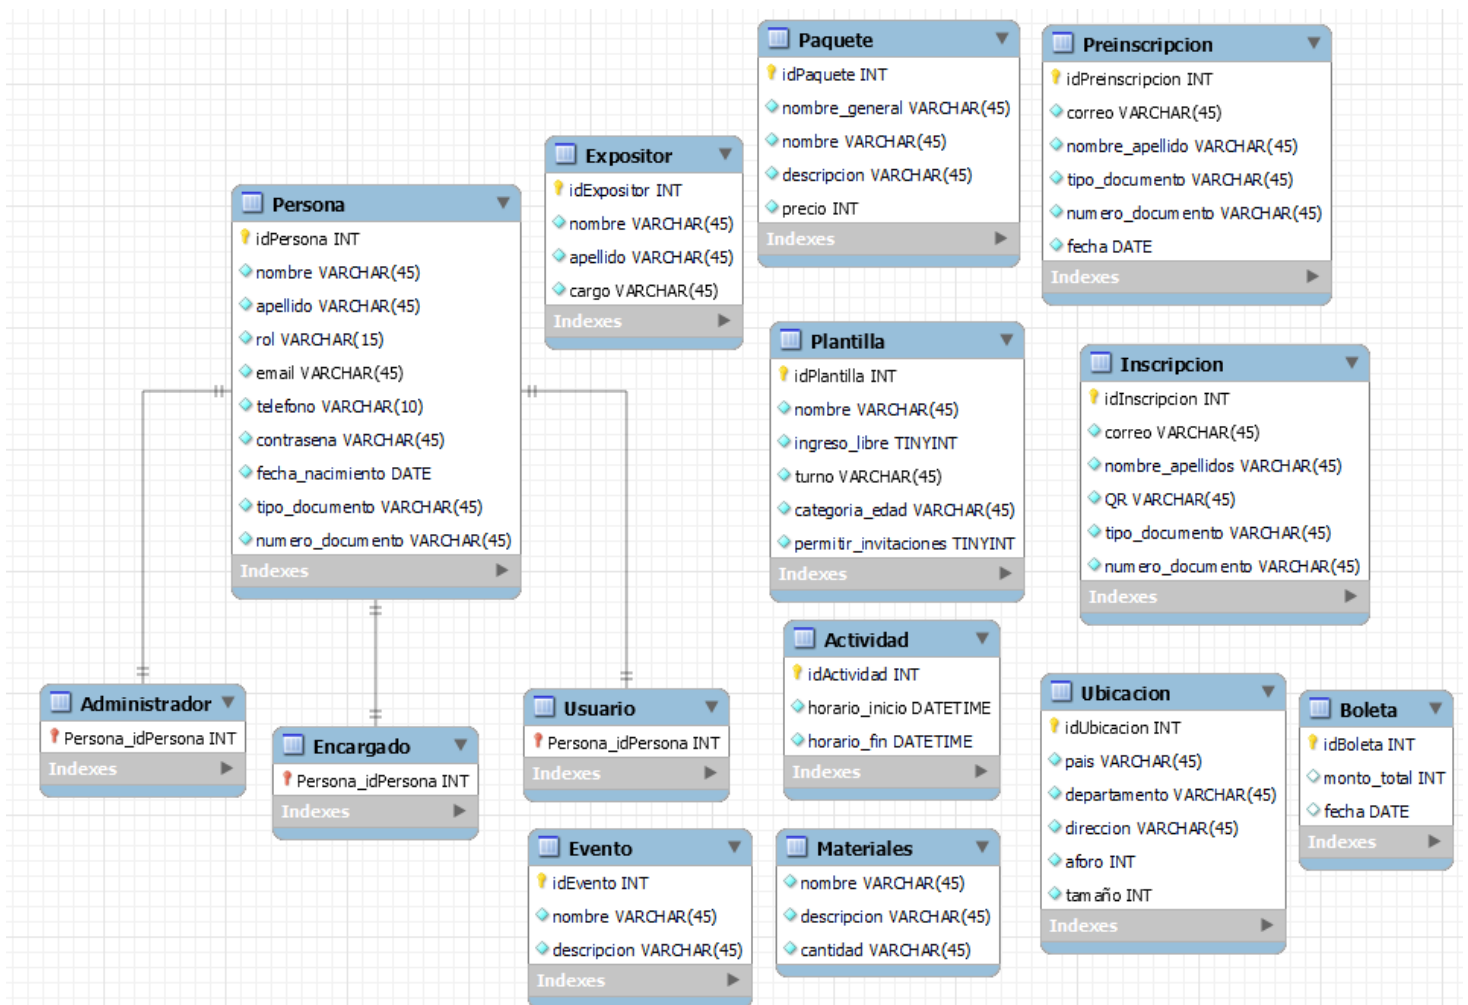 Persona
idPersona INT
nombre VARCHAR(45)
apellido VARCHAR(45)
rol VARCHAR(15)
email VARCHAR(45)
telefono VARCHAR(10)
contrasena VARCHAR(45)
fecha_nacimiento DATE
tipo_documento VARCHAR(45)
numero_documento VARCHAR(45)
Indexes
Expositor
idExpositor INT
nombre VARCHAR(45)
apellido VARCHAR(45)
cargo VARCHAR(45)
Indexes
Paquete
idPaquete INT
nombre_general VARCHAR(45)
nombre VARCHAR(45)
descripcion VARCHAR(45)
precio INT
Indexes
Preinscripcion
idPreinscripcion INT
correo VARCHAR(45)
nombre_apellido VARCHAR(45)
tipo_documento VARCHAR(45)
numero_documento VARCHAR(45)
fecha DATE
Indexes
Plantilla
idPlantilla INT
nombre VARCHAR(45)
ingreso_libre TINYINT
turno VARCHAR(45)
categoria_edad VARCHAR(45)
permitir_invitaciones TINYINT
Indexes
Inscripcion
idInscripcion INT
correo VARCHAR(45)
nombre_apellidos VARCHAR(45)
QR VARCHAR(45)
tipo_documento VARCHAR(45)
numero_documento VARCHAR(45)
Indexes
Administrador
Persona_idPersona INT
Indexes
Encargado
Persona_idPersona INT
Indexes
Usuario
Persona_idPersona INT
Indexes
Actividad
idActividad INT
horario_inicio DATETIME
horario_fin DATETIME
Indexes
Ubicacion
idUbicacion INT
pais VARCHAR(45)
departamento VARCHAR(45)
direccion VARCHAR(45)
aforo INT
tamaño INT
Indexes
Boleta
idBoleta INT
monto_total INT
fecha DATE
Indexes
Evento
idEvento INT
nombre VARCHAR(45)
descripcion VARCHAR(45)
Indexes
Materiales
nombre VARCHAR(45)
descripcion VARCHAR(45)
cantidad VARCHAR(45)